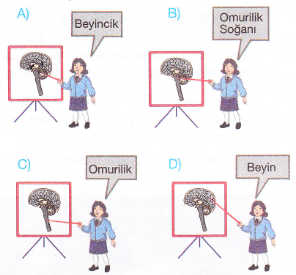 A)
Beyincik
B)
Omurilik
Soğanı
C)
Omurilik
D)
Beyin